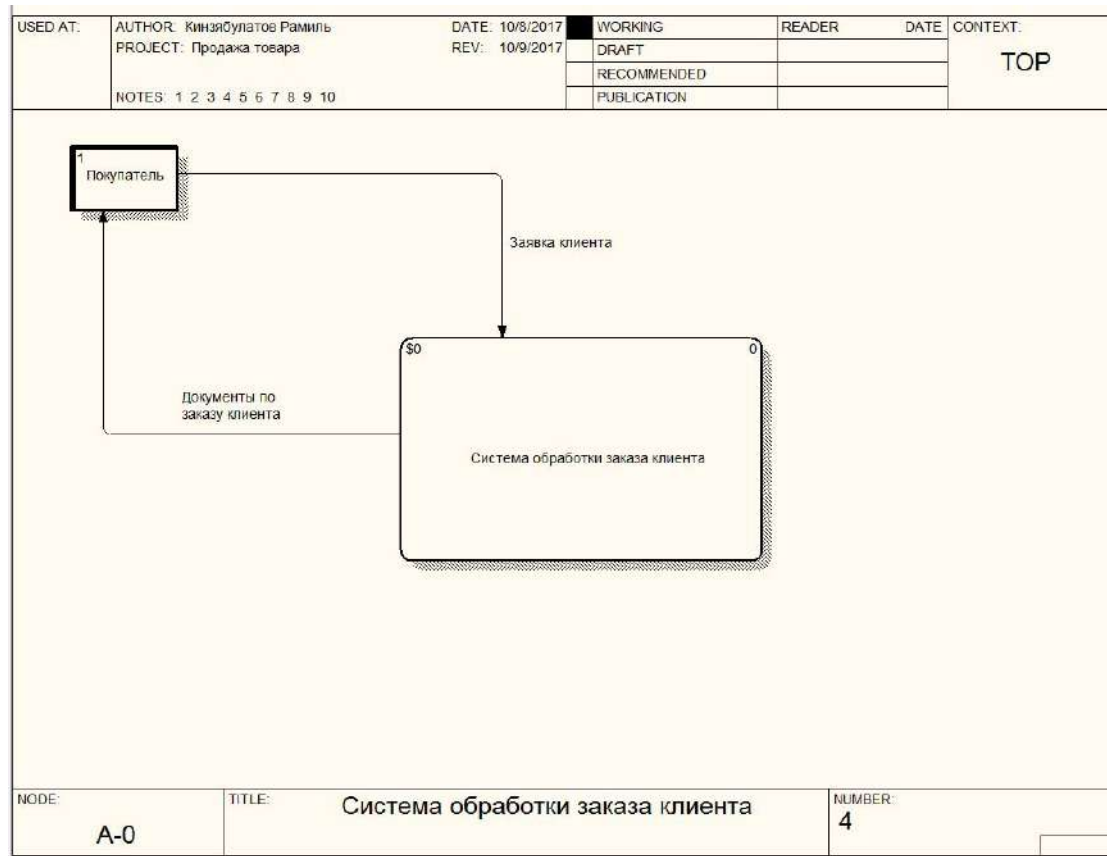 USED AT:
AUTHOR: Кинзябулатов Рамиль
DATE: 10/8/2017
WORKING
READER
DATE
CONTEXT:
PROJECT: Продажа товара
REV: 10/9/2017
DRAFT
TOP
RECOMMENDED
NOTES: 1 2 3 4 5 6 7 8 9 10
PUBLICATION
1
Покупатель
Заявка клиента
$0
0
Документы по
заказу клиента
Система обработки заказа клиента
NODE:
TITLE:
Система обработки заказа клиента
NUMBER:
4
A-0